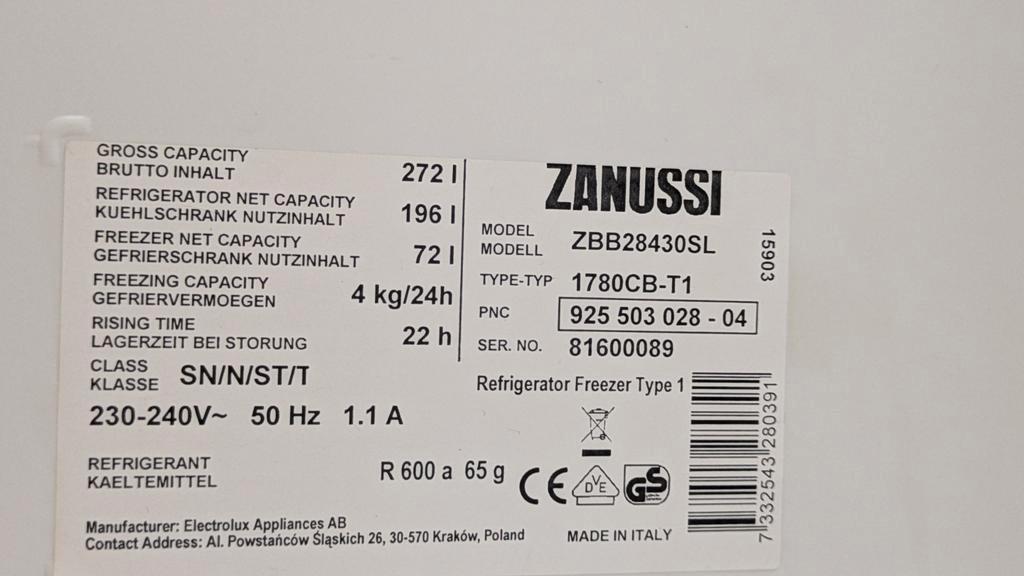 GROSS CAPACITY
BRUTTO INHALT 272 l
REFRIGERATOR NET CAPACITY
KUEHLSCHRANK NUTZINHALT 196 l
FREEZER NET CAPACITY
GEFRIERSCHRANK NUTZINHALT 72 l
FREEZING CAPACITY
GEFRIERVERMOEGEN 4 kg/24h
RISING TIME
LAGERZEIT BEI STORUNG 22 h
CLASS
KLASSE SN/N/ST/T
230-240V~ 50 Hz 1.1 A
REFRIGERANT
KAELTEMITTEL R 600 a 65 g
Manufacturer: Electrolux Appliances AB
Contact Address: Al. Powstańców Śląskich 26, 30-570 Kraków, Poland
ZANUSSI
MODEL
MODELL ZBB28430SL
TYPE-TYP 1780CB-T1
PNC 925 503 028 - 04
SER. NO. 81600089
15903
Refrigerator Freezer Type 1
CE DVE GS
MADE IN ITALY
7332543280391